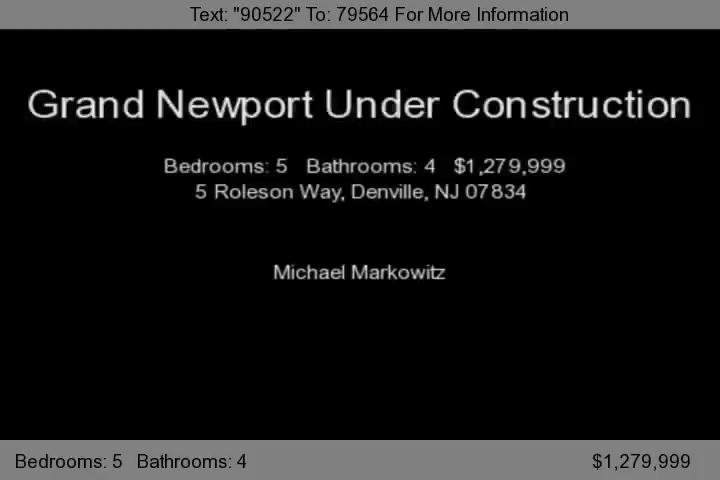 Text: "90522" To: 79564 For More Information
Grand Newport Under Construction
Bedrooms: 5 Bathrooms: 4 $1,279,999
5 Roleson Way, Denville, NJ 07834
Michael Markowitz
Bedrooms: 5 Bathrooms: 4 $1,279,999